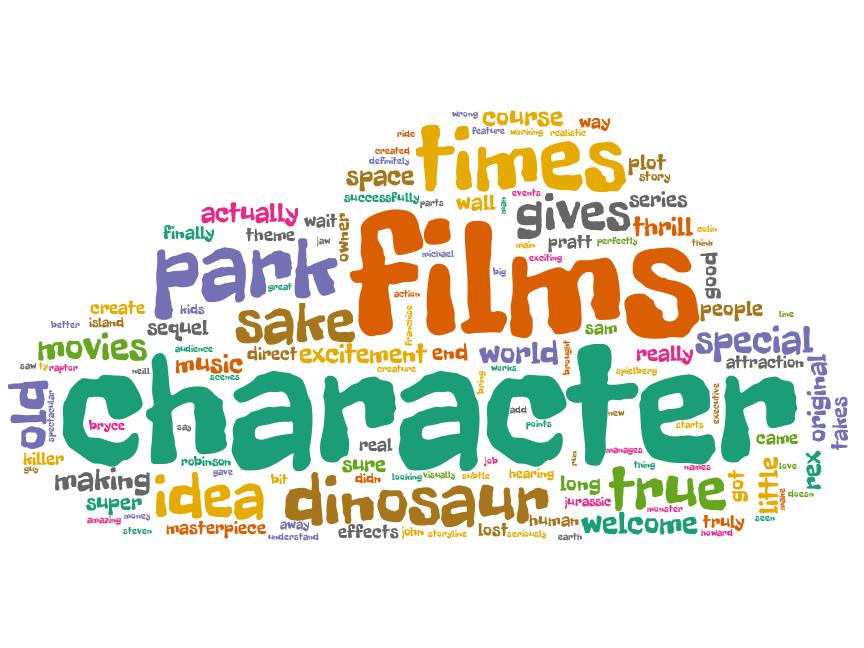 wrong course way
ride feature working realistic
created times plot
definitely story
space
successfully parts wall man events series
actually wait owner gives thrill colin
finally theme jaw main pratt perfectly think
park films michael exciting good
great big
action
create kids people line
better island sequel sake franchise sam special
movies audience direct excitement end world brought really attraction
saw ty raptor neill music scenes creature works spielberg
old spectacular character bring executive original takes
bryce say add new starts
points
real came
killer robinson sure job run manages thing names rex love
guy gave didn looking visually subtle hearing
making idea bit dinosaur long true got little make doesn
super jurassic monster
amazing money masterpiece away effects john storyline lost seriously human welcome truly seen
steven understand earth howard